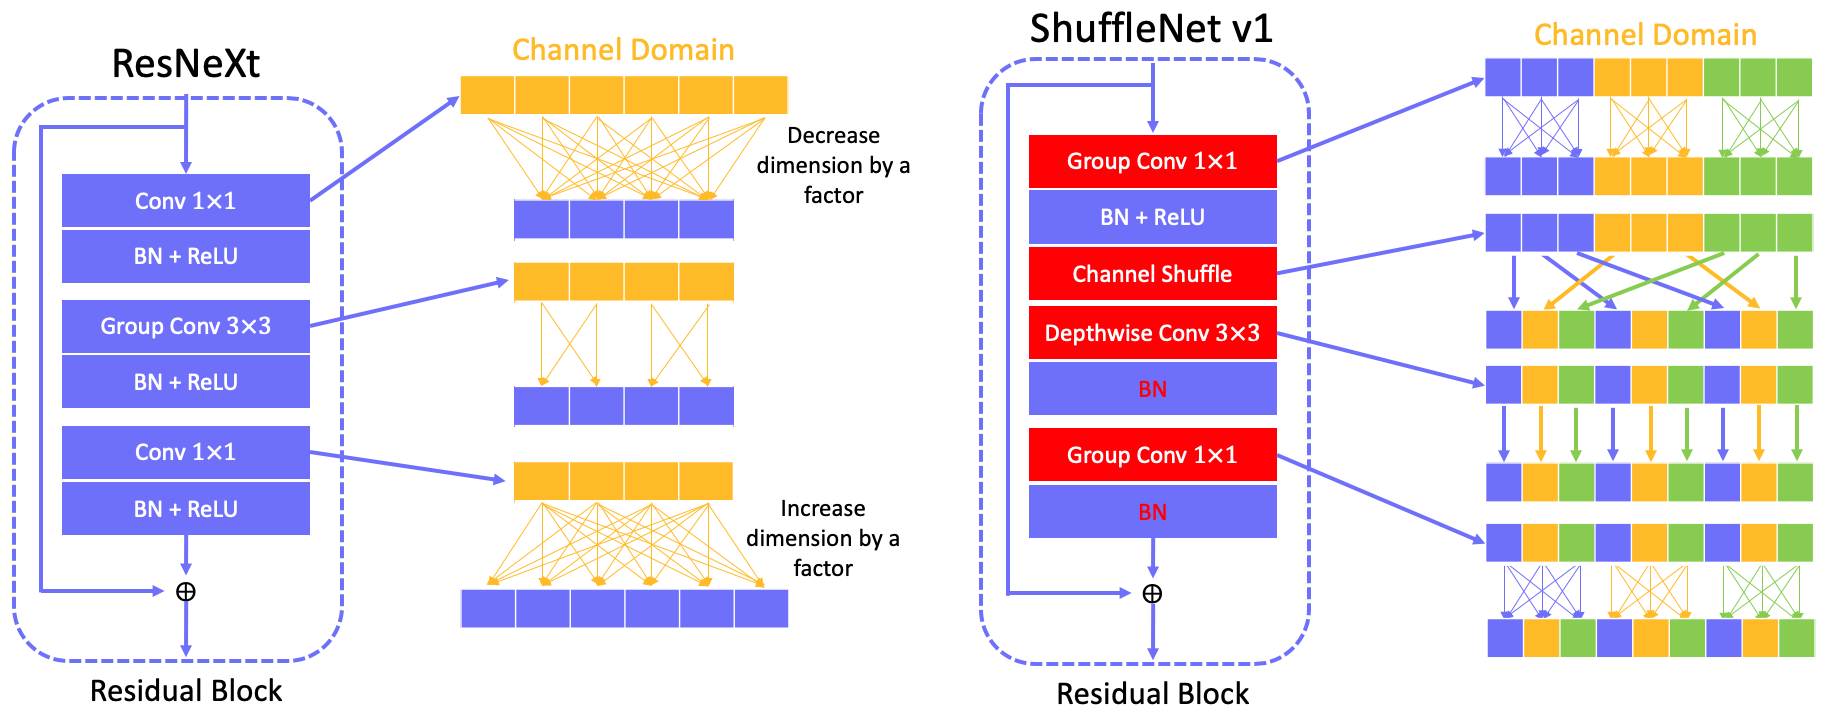 ResNeXt
Conv 1×1
BN + ReLU
Group Conv 3×3
BN + ReLU
Conv 1×1
BN + ReLU
Residual Block
Channel Domain
Decrease
dimension by a
factor
Increase
dimension by a
factor
ShuffleNet v1
Group Conv 1×1
BN + ReLU
Channel Shuffle
Depthwise Conv 3×3
BN
Group Conv 1×1
BN
Residual Block
Channel Domain